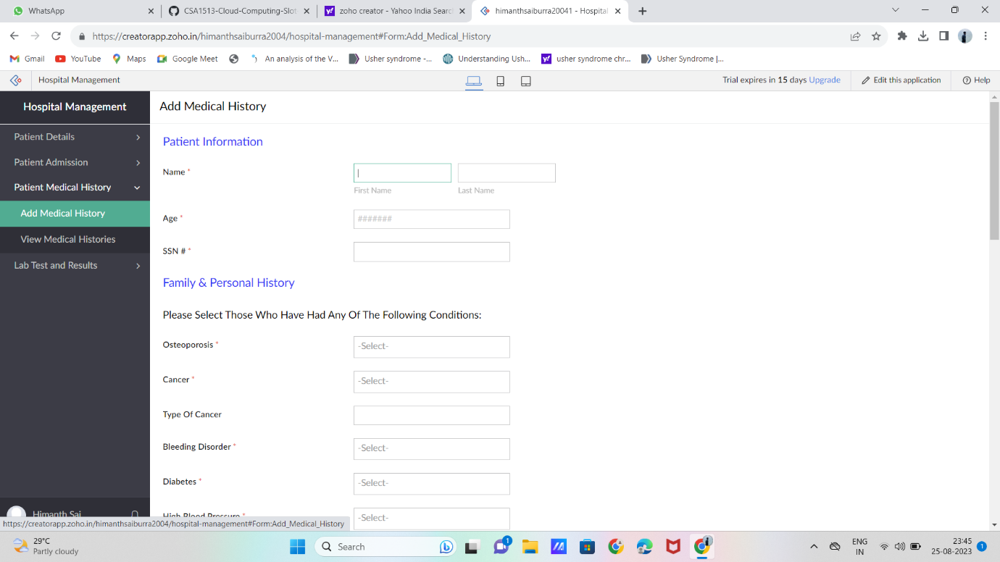 WhatsApp
CSA1513-Cloud-Computing-Slot-
zoho creator - Yahoo India Search
himanthsaiburra20041 - Hospital
https://creatorapp.zoho.in/himanthsaiburra2004/hospital-management#Form:Add_Medical_History
Gmail
YouTube
Maps
Google Meet
An analysis of the V...
Usher syndrome -...
Understanding Ush...
usher syndrome chr...
Usher Syndrome |...
Hospital Management
Trial expires in 15 days Upgrade
Edit this application
Help
Hospital Management
Patient Details
Patient Admission
Patient Medical History
Add Medical History
View Medical Histories
Lab Test and Results
Himanth Sai
Add Medical History
Patient Information
Name *
First Name
Last Name
Age *
#######
SSN # *
Family & Personal History
Please Select Those Who Have Had Any Of The Following Conditions:
Osteoporosis *
-Select-
Cancer *
-Select-
Type Of Cancer
Bleeding Disorder *
-Select-
Diabetes *
-Select-
High Blood Pressure *
-Select-
https://creatorapp.zoho.in/himanthsaiburra2004/hospital-management#Form:Add_Medical_History
29°C
Partly cloudy
Search
1
ENG
IN
23:45
25-08-2023
1